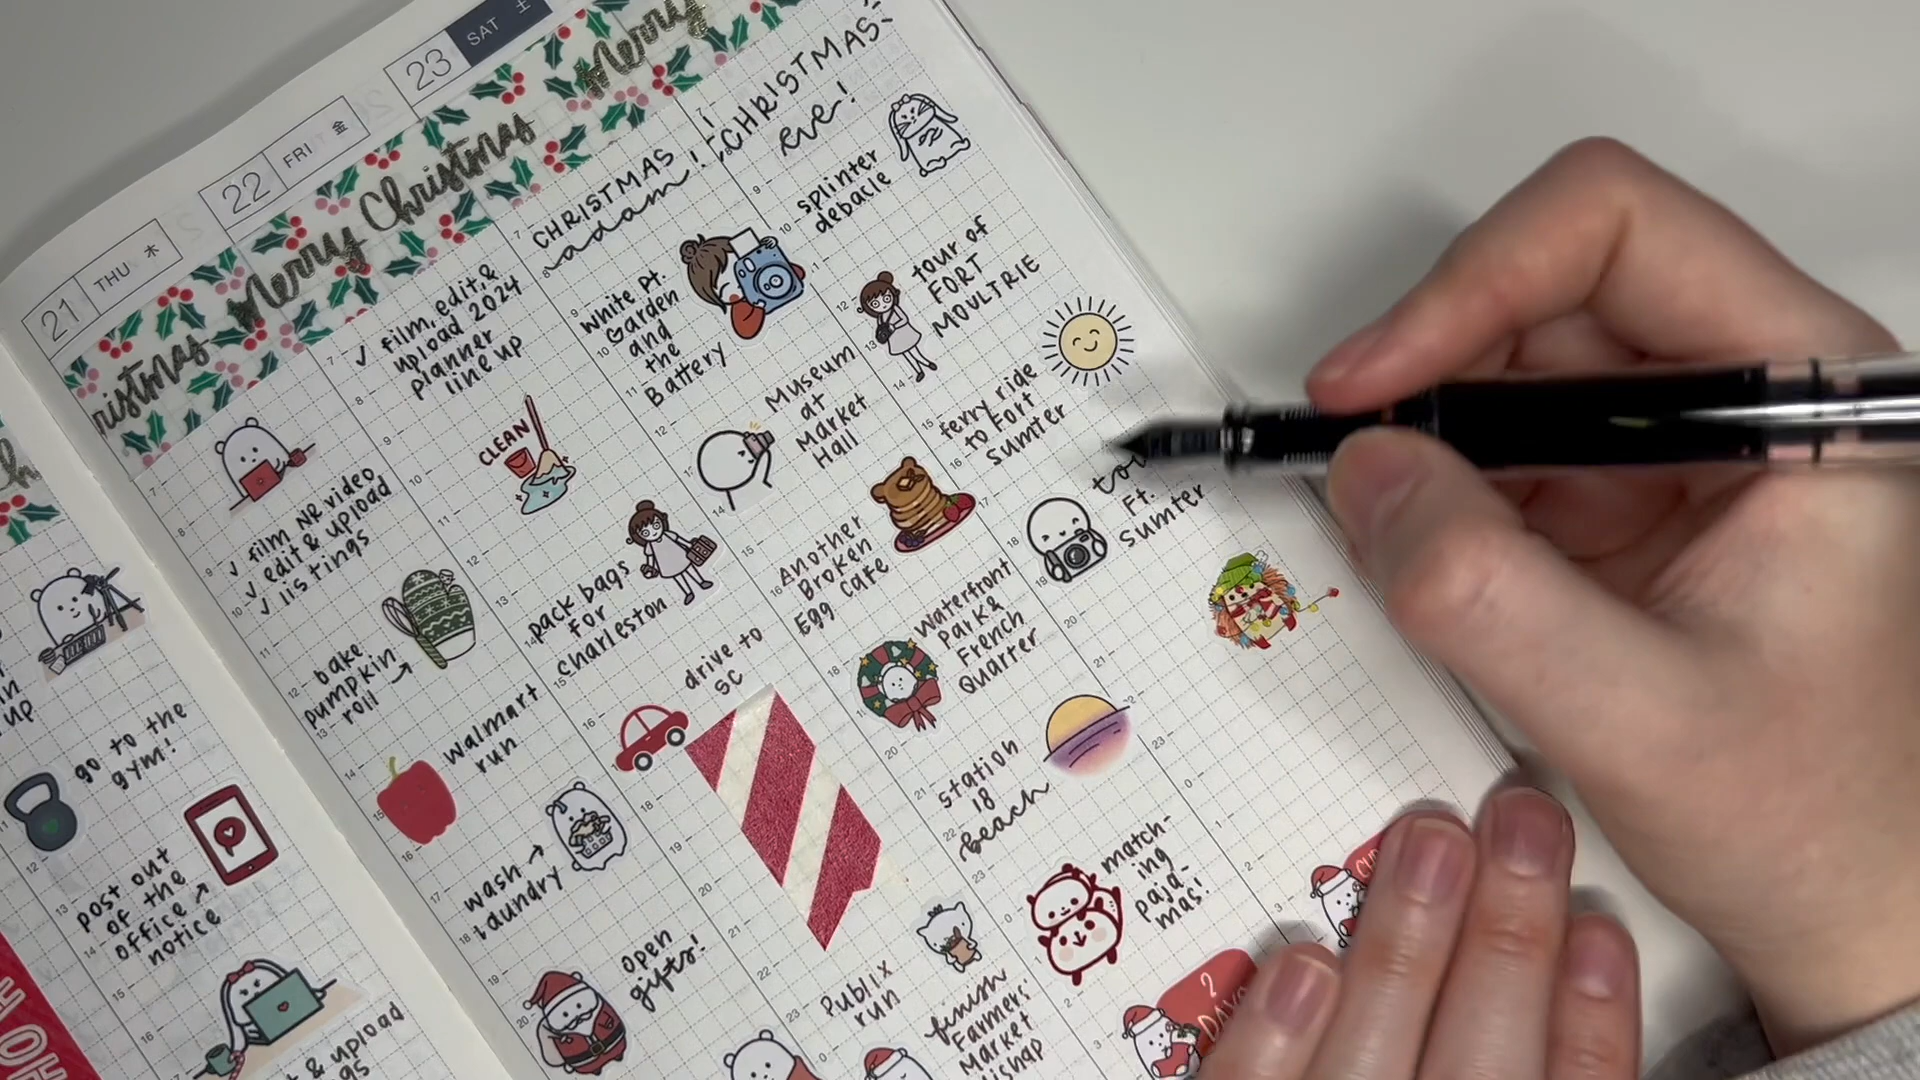 21
THU 木
22
FRI 金
23
SAT 土
Merry Christmas
Merry
CHRISTMAS
adam!
CHRISTMAS
eve!
up
go to the
gym!
post out
of the
office
notice
film NR video
edit & upload
listings
bake
pumpkin
roll
& upload
film, edit, &
upload 2024
planner
line up
CLEAN
walmart
run
wash
laundry
open
gifts!
pack bags
for
charleston
drive to
SC
Publix
run
White Pt.
Garden
and
the
Battery
Museum
at
Market
Hall
Another
Broken
Egg Cafe
Waterfront
Park &
French
Quarter
station
18
beach
match-
ing
paja-
mas!
finish
Farmers'
Market
splinter
debacle
tour of
FORT
MOULTRIE
ferry ride
to Fort
Sumter
Ft.
Sumter
2
DAYS